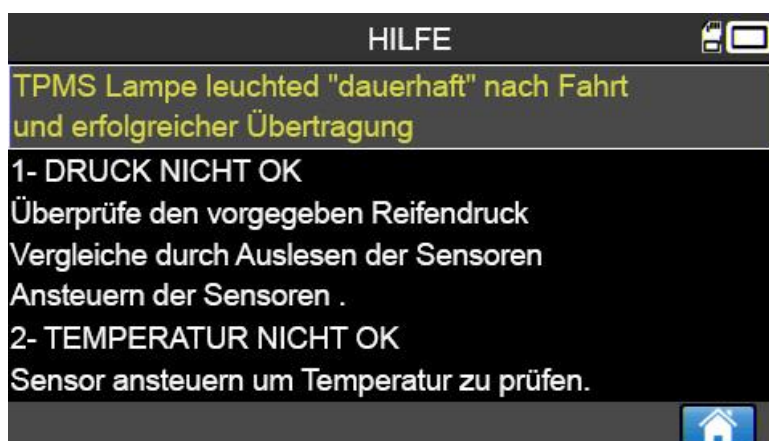 HILFE
TPMS Lampe leuchted "dauerhaft" nach Fahrt
und erfolgreicher Übertragung
1- DRUCK NICHT OK
Überprüfe den vorgegeben Reifendruck
Vergleiche durch Auslesen der Sensoren
Ansteuern der Sensoren .
2- TEMPERATUR NICHT OK
Sensor ansteuern um Temperatur zu prüfen.